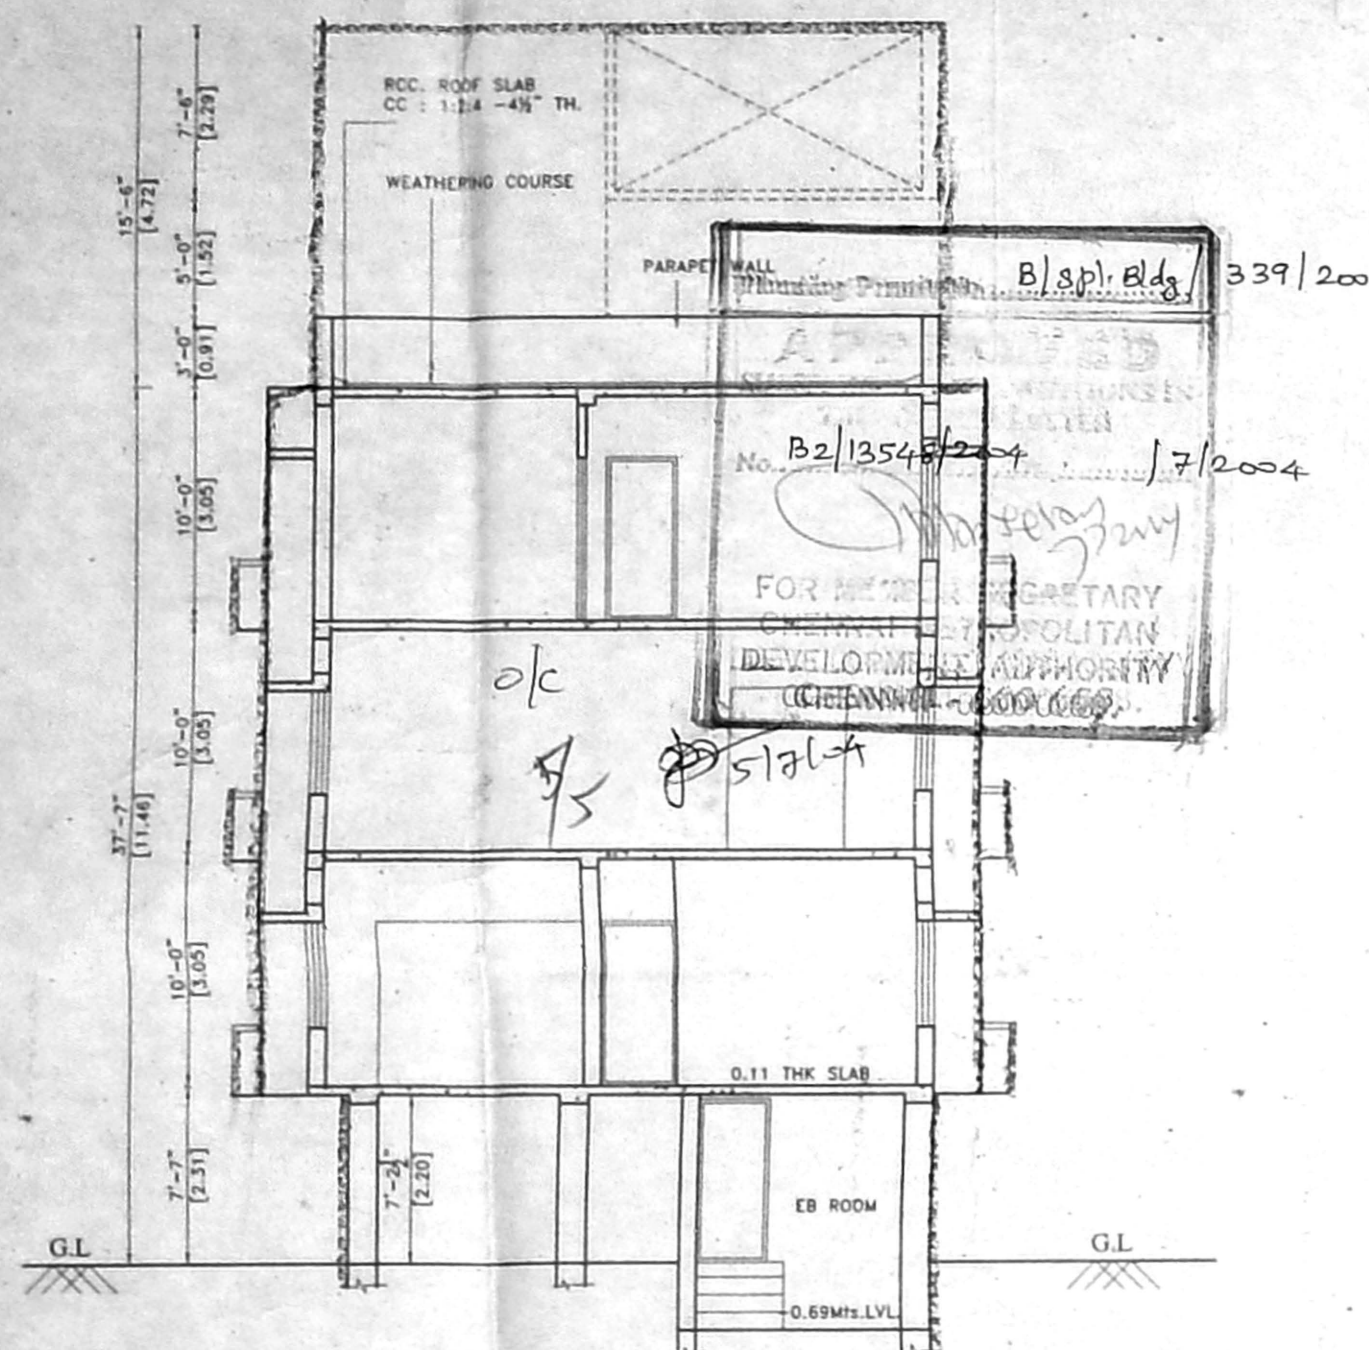 RCC. ROOF SLAB
CC : 1:2:4 -4½" TH.
WEATHERING COURSE
PARAPET WALL
B/spl. Bldg/ 339/200
APPROVED
No. B2/13548/2004 /7/2004
FOR MEMBER SECRETARY
CHENNAI METROPOLITAN
DEVELOPMENT AUTHORITY
CHENNAI
o/c
5/7/04
7'-6"
[2.29]
15'-6"
[4.72]
5'-0"
[1.52]
3'-0"
[0.91]
10'-0"
[3.05]
10'-0"
[3.05]
37'-7"
[11.46]
10'-0"
[3.05]
0.11 THK SLAB
7'-7"
[2.31]
7'-2½"
[2.20]
EB ROOM
G.L
G.L
0.69Mts.LVL